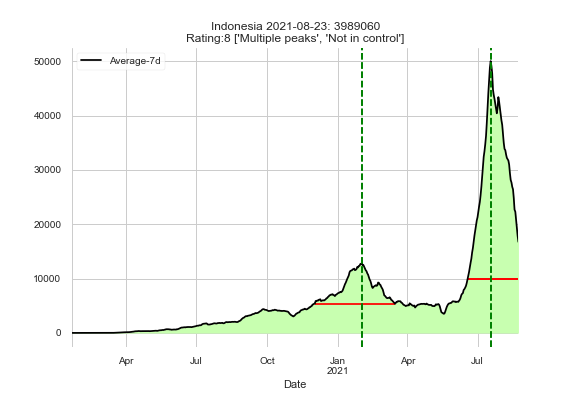 Indonesia 2021-08-23: 3989060
Rating:8 ['Multiple peaks', 'Not in control']
Average-7d
50000
40000
30000
20000
10000
0
Apr Jul Oct Jan Apr Jul
2021
Date